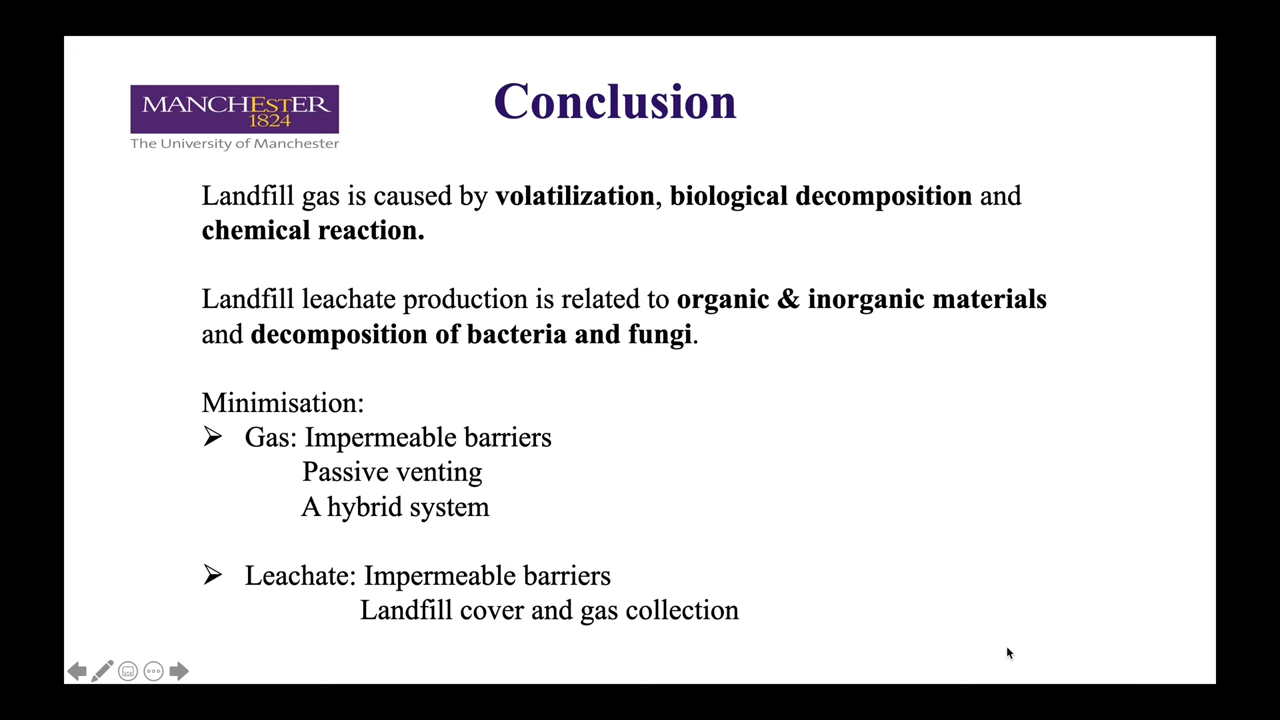 MANCHESTER
1824
The University of Manchester
Conclusion
Landfill gas is caused by volatilization, biological decomposition and
chemical reaction.
Landfill leachate production is related to organic & inorganic materials
and decomposition of bacteria and fungi.
Minimisation:
➢ Gas: Impermeable barriers
Passive venting
A hybrid system
➢ Leachate: Impermeable barriers
Landfill cover and gas collection